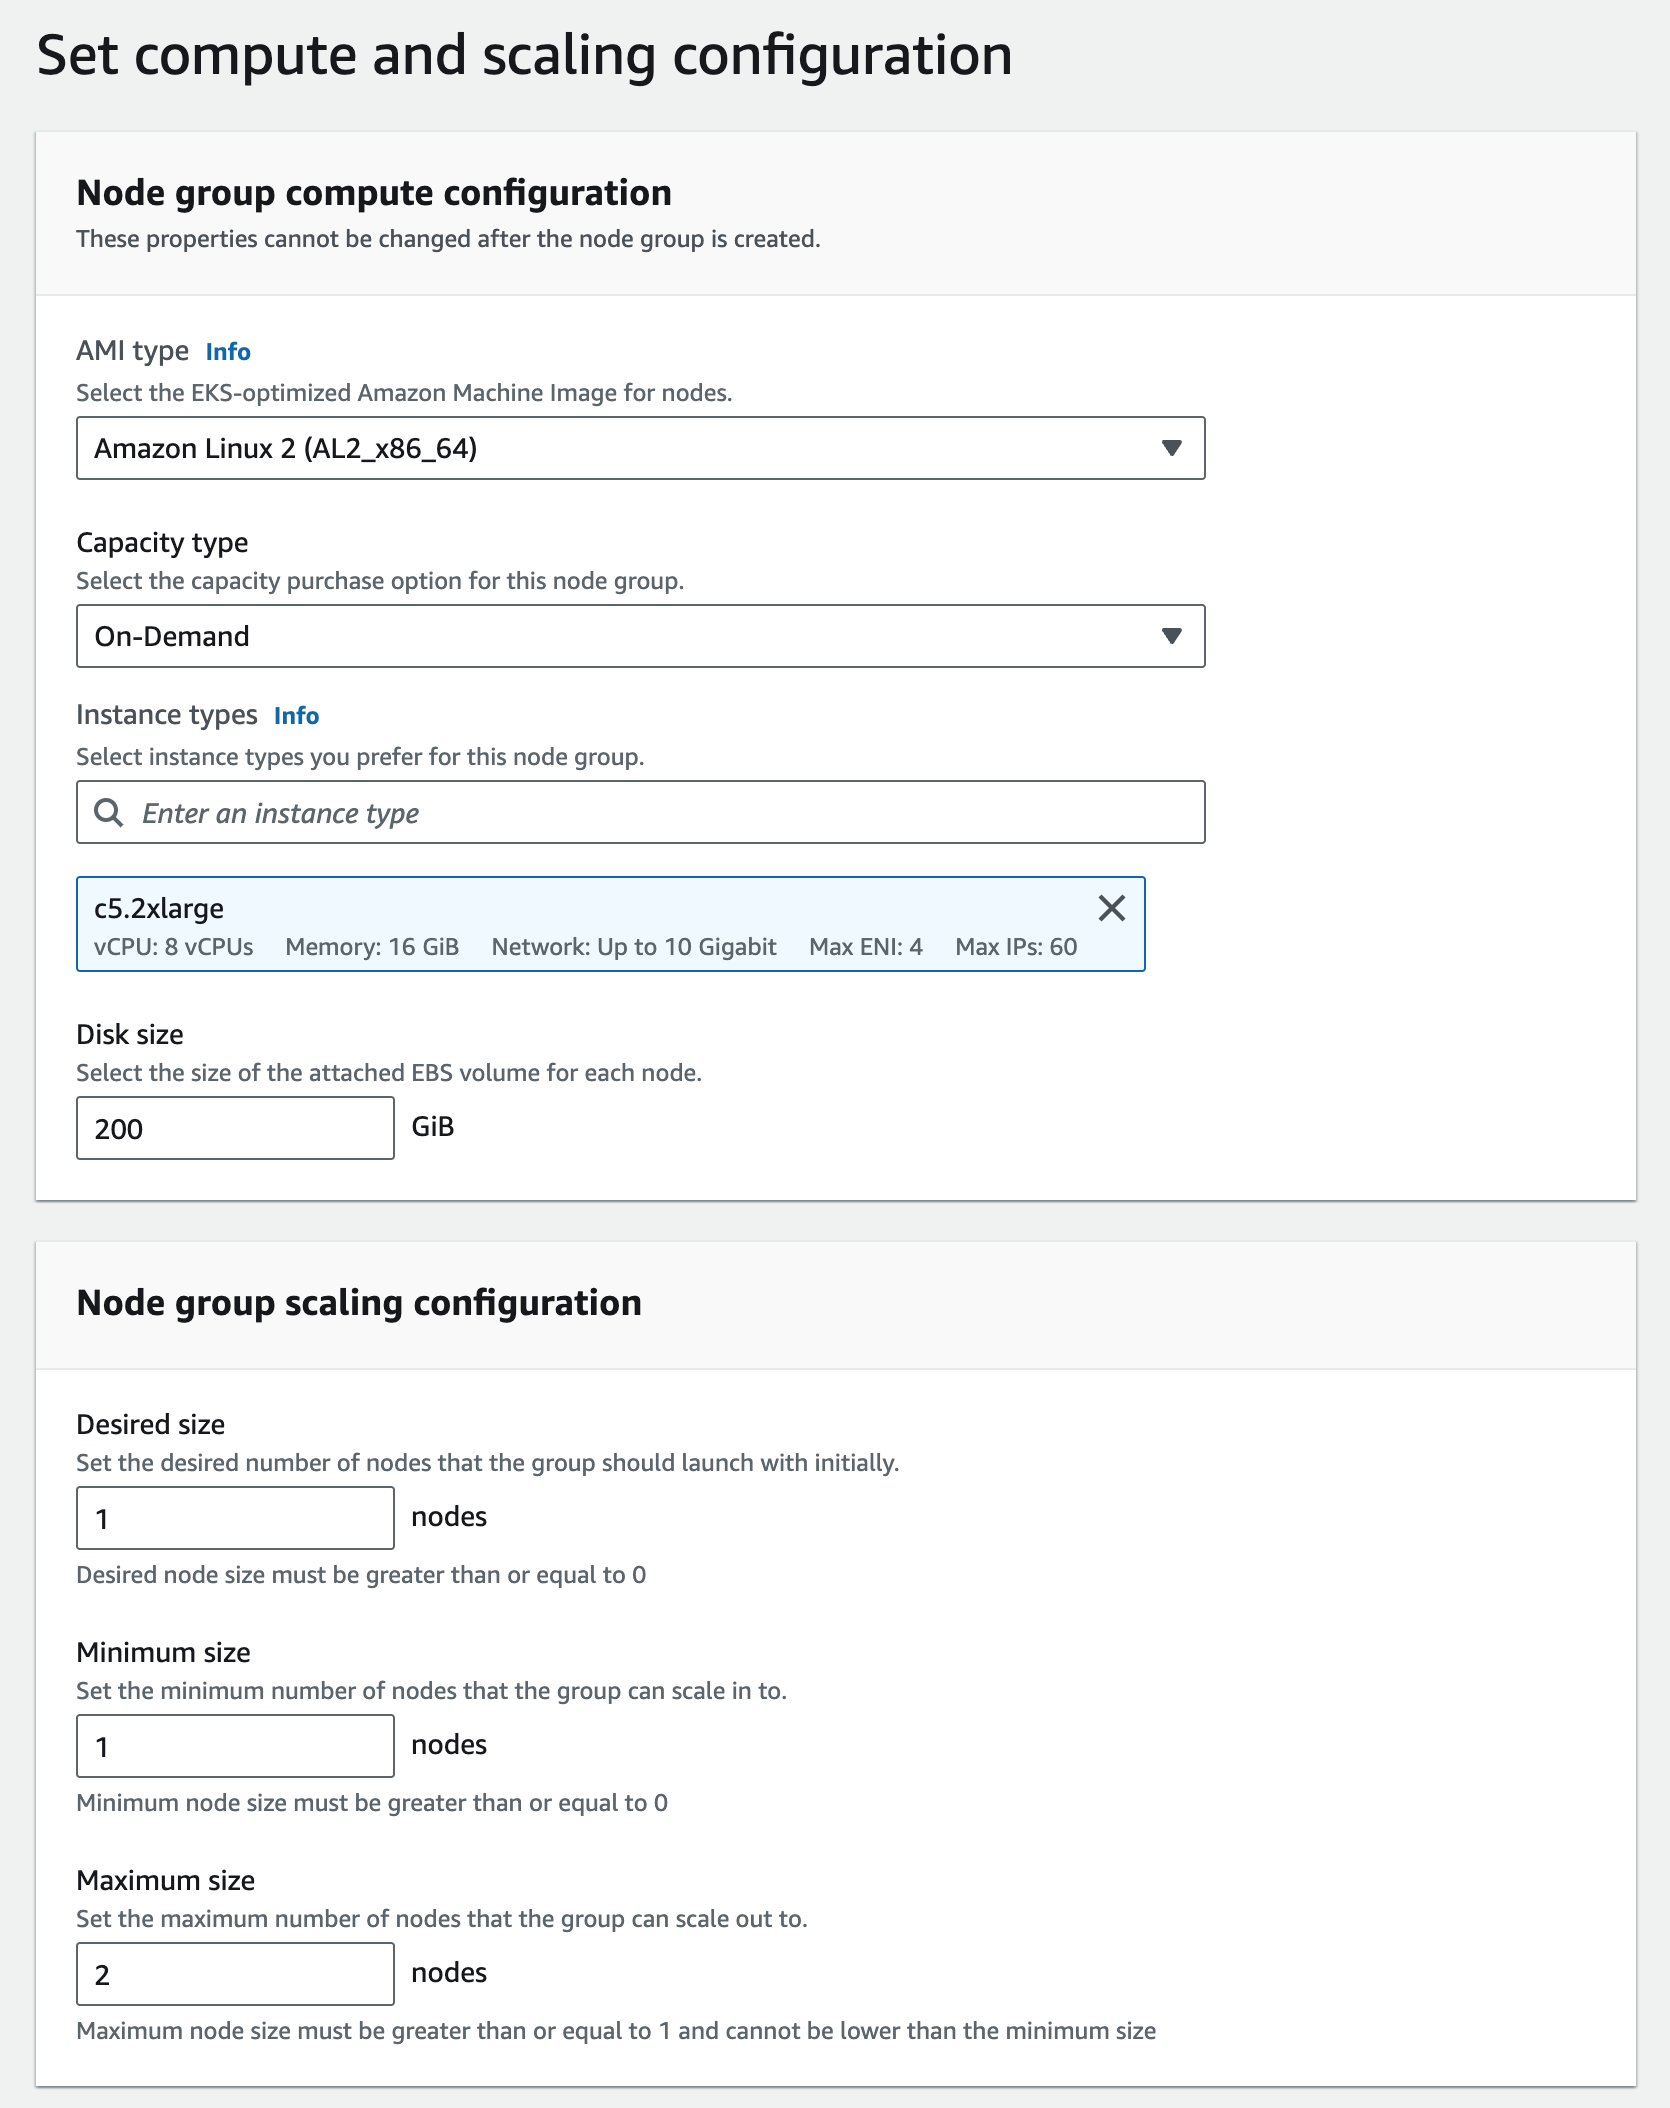 Set compute and scaling configuration
Node group compute configuration
These properties cannot be changed after the node group is created.
AMI type Info
Select the EKS-optimized Amazon Machine Image for nodes.
Amazon Linux 2 (AL2_x86_64)
Capacity type
Select the capacity purchase option for this node group.
On-Demand
Instance types Info
Select instance types you prefer for this node group.
Enter an instance type
c5.2xlarge
vCPU: 8 vCPUs Memory: 16 GiB Network: Up to 10 Gigabit Max ENI: 4 Max IPs: 60
Disk size
Select the size of the attached EBS volume for each node.
200 GiB
Node group scaling configuration
Desired size
Set the desired number of nodes that the group should launch with initially.
1 nodes
Desired node size must be greater than or equal to 0
Minimum size
Set the minimum number of nodes that the group can scale in to.
1 nodes
Minimum node size must be greater than or equal to 0
Maximum size
Set the maximum number of nodes that the group can scale out to.
2 nodes
Maximum node size must be greater than or equal to 1 and cannot be lower than the minimum size